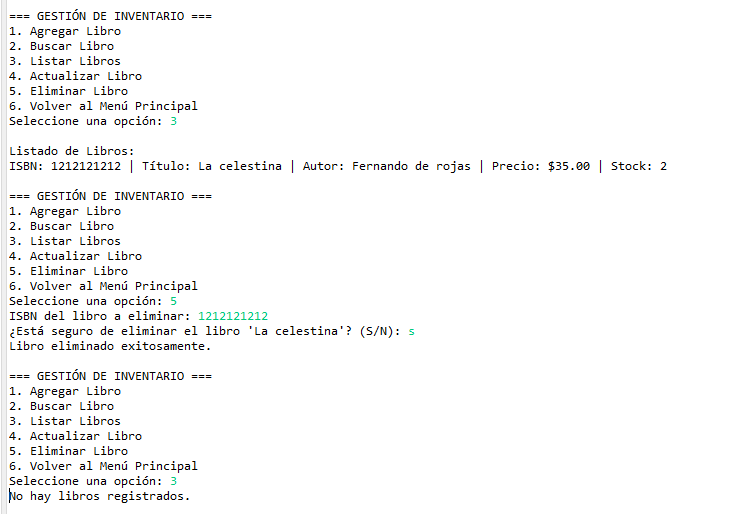 === GESTIÓN DE INVENTARIO ===
1. Agregar Libro
2. Buscar Libro
3. Listar Libros
4. Actualizar Libro
5. Eliminar Libro
6. Volver al Menú Principal
Seleccione una opción: 3
Listado de Libros:
ISBN: 1212121212 | Título: La celestina | Autor: Fernando de rojas | Precio: $35.00 | Stock: 2
=== GESTIÓN DE INVENTARIO ===
1. Agregar Libro
2. Buscar Libro
3. Listar Libros
4. Actualizar Libro
5. Eliminar Libro
6. Volver al Menú Principal
Seleccione una opción: 5
ISBN del libro a eliminar: 1212121212
¿Está seguro de eliminar el libro 'La celestina'? (S/N): s
Libro eliminado exitosamente.
=== GESTIÓN DE INVENTARIO ===
1. Agregar Libro
2. Buscar Libro
3. Listar Libros
4. Actualizar Libro
5. Eliminar Libro
6. Volver al Menú Principal
Seleccione una opción: 3
No hay libros registrados.